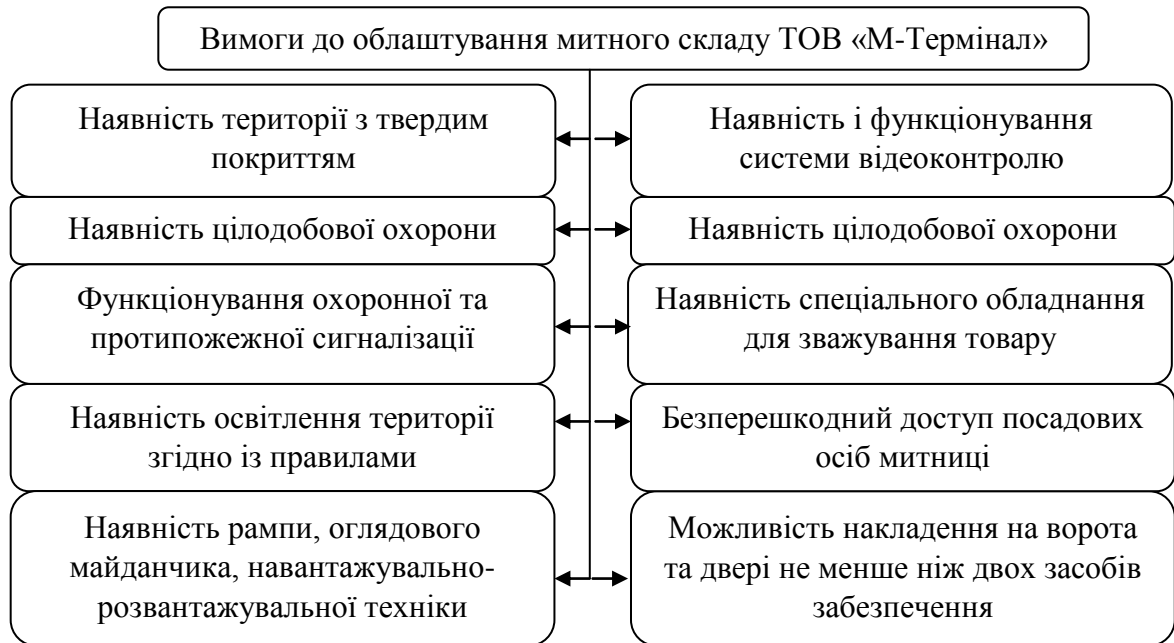 Вимоги до облаштування митного складу ТОВ «М-Термінал»
Наявність території з твердим
покриттям
Наявність і функціонування
системи відеоконтролю
Наявність цілодобової охорони
Наявність цілодобової охорони
Функціонування охоронної та
протипожежної сигналізації
Наявність спеціального обладнання
для зважування товару
Наявність освітлення території
згідно із правилами
Безперешкодний доступ посадових
осіб митниці
Наявність рампи, оглядового
майданчика, навантажувально-
розвантажувальної техніки
Можливість накладення на ворота
та двері не менше ніж двох засобів
забезпечення